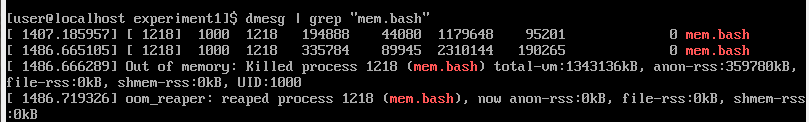 [user@localhost experiment1]$ dmesg | grep "mem.bash"
[ 1407.185957] [ 1218]  1000  1218   194888    44080  1179648    95201             0 mem.bash
[ 1486.665105] [ 1218]  1000  1218   335784    89945  2310144   190265             0 mem.bash
[ 1486.666289] Out of memory: Killed process 1218 (mem.bash) total-vm:1343136kB, anon-rss:359780kB,
file-rss:0kB, shmem-rss:0kB, UID:1000
[ 1486.719326] oom_reaper: reaped process 1218 (mem.bash), now anon-rss:0kB, file-rss:0kB, shmem-rss
:0kB